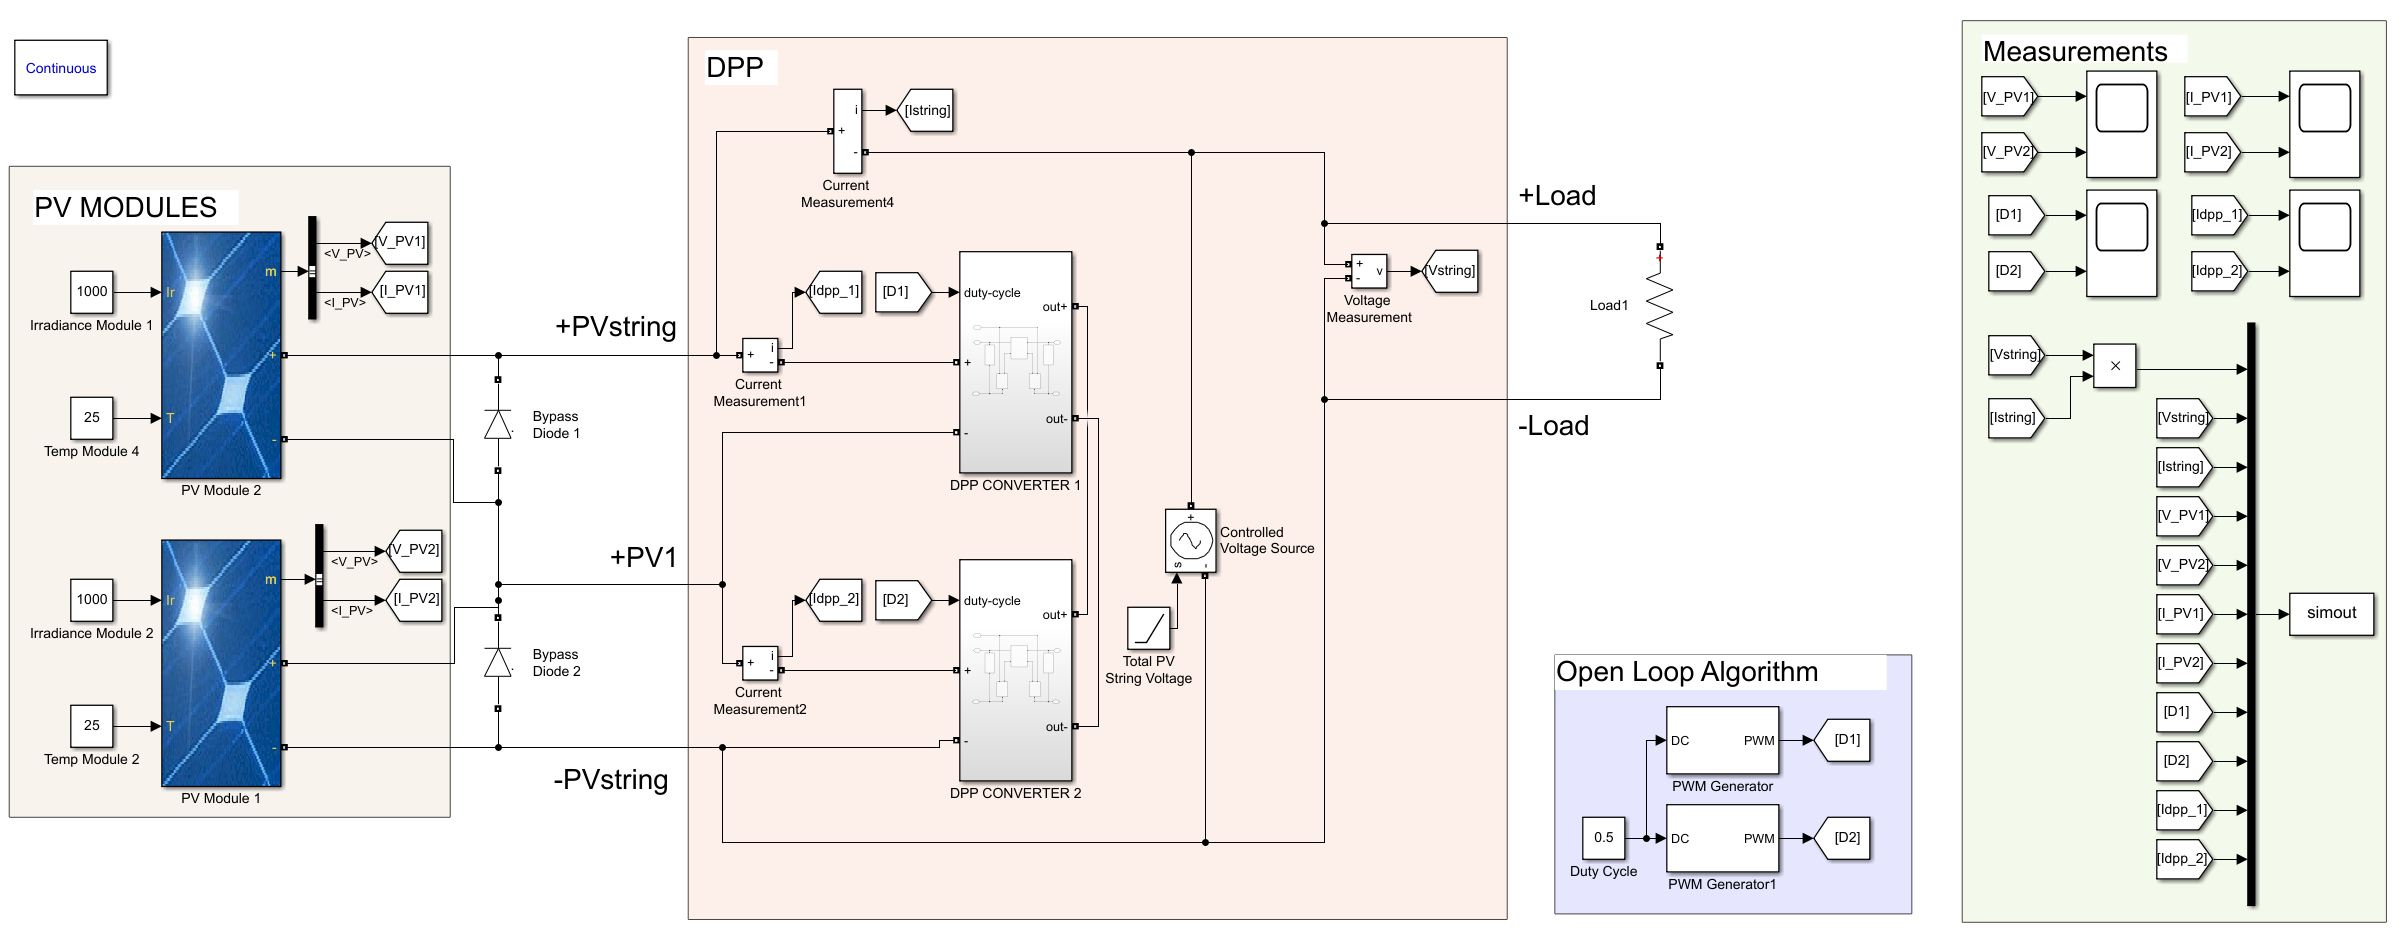 Continuous
PV MODULES
1000
Irradiance Module 1
25
Temp Module 4
Ir
T
m
+
-
PV Module 2
<V_PV>
[V_PV1]
<I_PV>
[I_PV1]
1000
Irradiance Module 2
25
Temp Module 2
Ir
T
m
+
-
PV Module 1
<V_PV>
[V_PV2]
<I_PV>
[I_PV2]
Bypass
Diode 1
Bypass
Diode 2
+PVstring
+PV1
-PVstring
DPP
i
+
-
Current
Measurement4
[Istring]
+
i
-
Current
Measurement1
[Idpp_1]
[D1]
duty-cycle
+
-
out+
out-
DPP CONVERTER 1
+
i
-
Current
Measurement2
[Idpp_2]
[D2]
duty-cycle
+
-
out+
out-
DPP CONVERTER 2
+
s
-
Controlled
Voltage Source
Total PV
String Voltage
+
-
v
Voltage
Measurement
[Vstring]
+Load
+
Load1
-Load
Open Loop Algorithm
0.5
Duty Cycle
DC
PWM
PWM Generator
[D1]
DC
PWM
PWM Generator1
[D2]
Measurements
[V_PV1]
[V_PV2]
[I_PV1]
[I_PV2]
[D1]
[D2]
[Idpp_1]
[Idpp_2]
[Vstring]
[Istring]
×
[Vstring]
[Istring]
[V_PV1]
[V_PV2]
[I_PV1]
[I_PV2]
[D1]
[D2]
[Idpp_1]
[Idpp_2]
simout